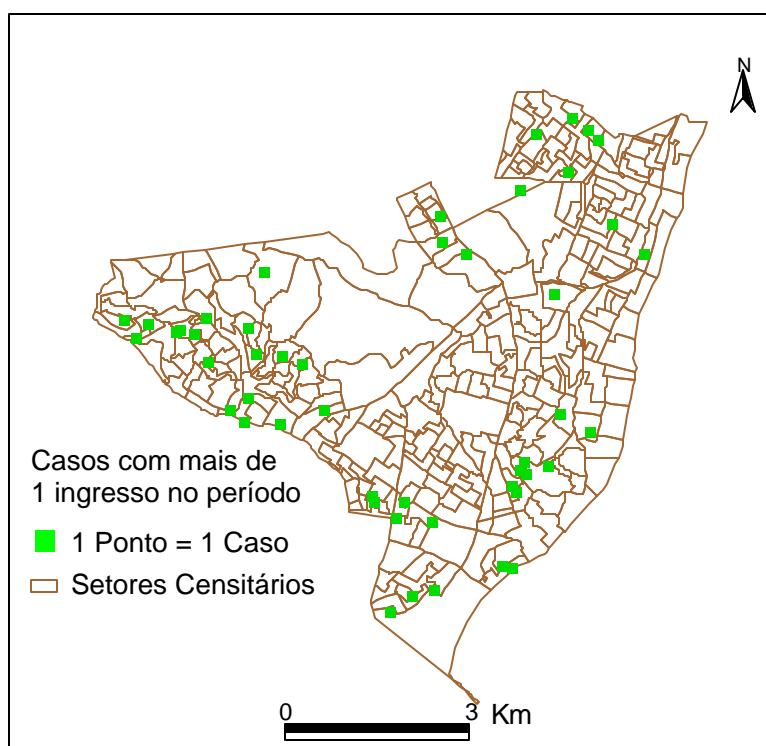 N
Casos com mais de
1 ingresso no período
1 Ponto = 1 Caso
Setores Censitários
0 3 Km